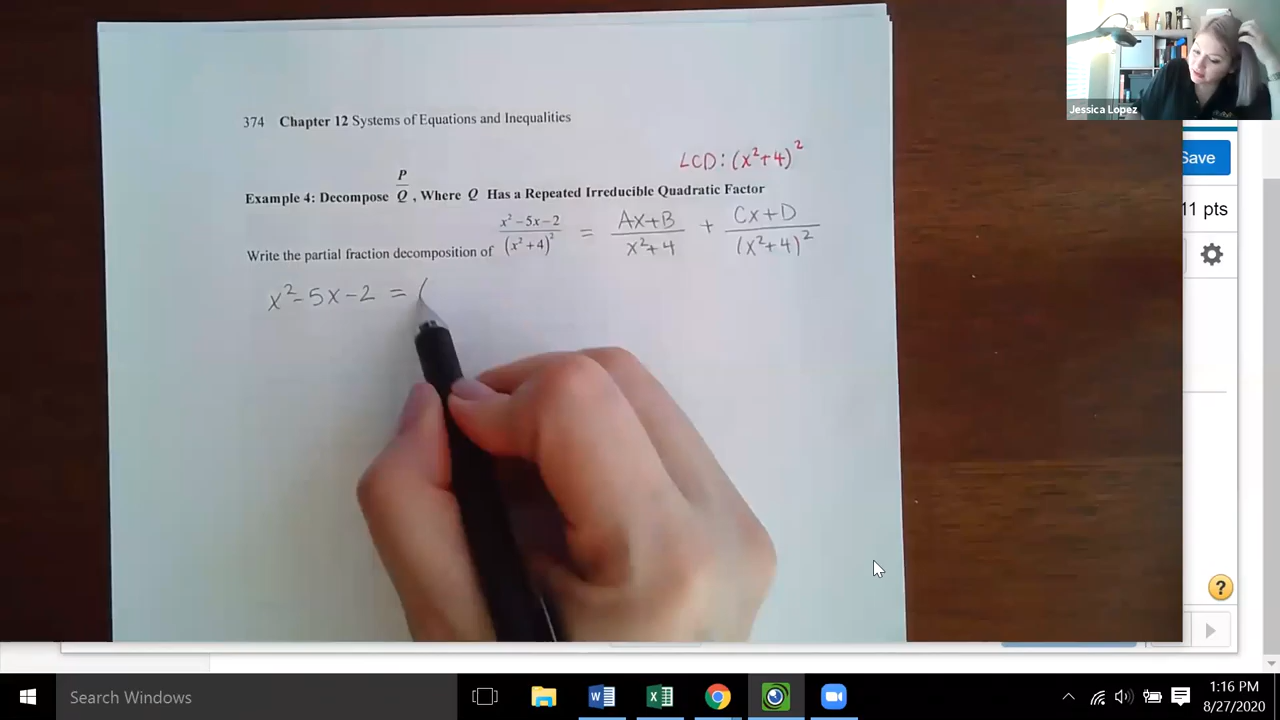 Jessica Lopez
374 Chapter 12 Systems of Equations and Inequalities
LCD: (x²+4)²
Example 4: Decompose P/Q, Where Q Has a Repeated Irreducible Quadratic Factor
Write the partial fraction decomposition of (x²−5x−2)/(x²+4)² = (Ax+B)/(x²+4) + (Cx+D)/(x²+4)²
x²−5x−2 = (
Save
11 pts
?
Search Windows
1:16 PM
8/27/2020